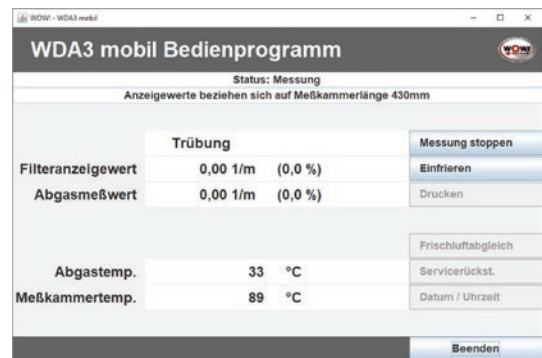 WOW! - WDA3 mobil
WDA3 mobil Bedienprogramm
WOW!
Status: Messung
Anzeigewerte beziehen sich auf Meßkammerlänge 430mm
Trübung
Messung stoppen
Filteranzeigewert 0,00 1/m (0,0 %)
Einfrieren
Abgasmeßwert 0,00 1/m (0,0 %)
Drucken
Frischluftabgleich
Abgastemp. 33 °C
Servicerückst.
Meßkammertemp. 89 °C
Datum / Uhrzeit
Beenden